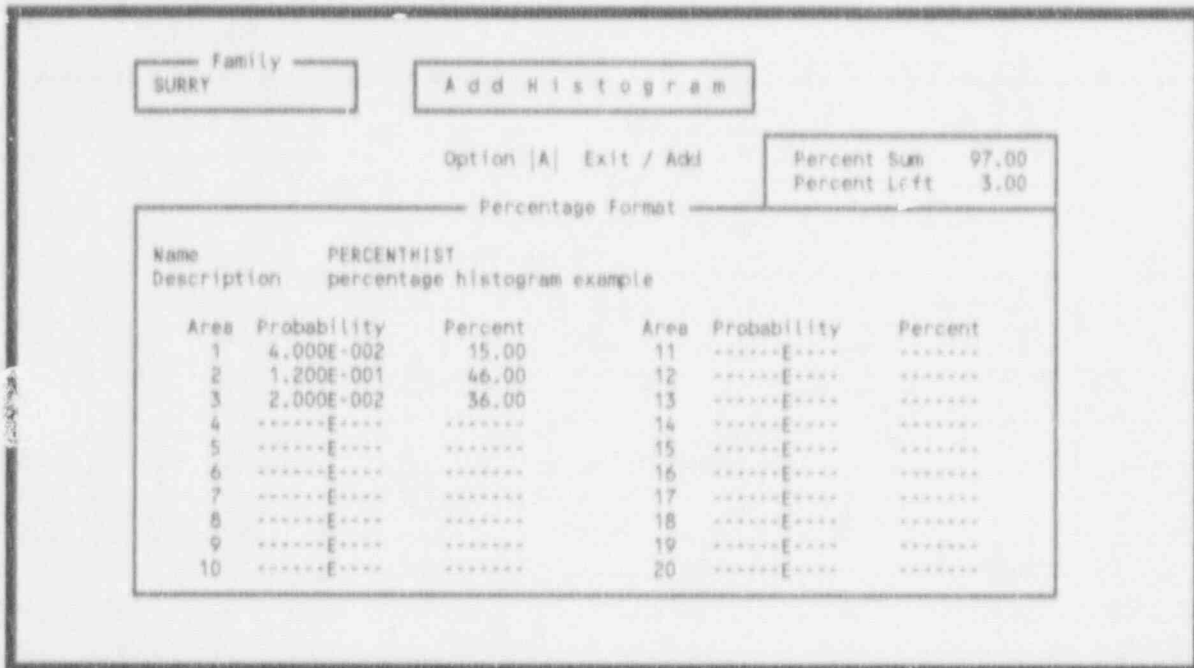 Family
SURRY
Add Histogram
Option |A| Exit / Add
Percent Sum 97.00
Percent Left 3.00
Percentage Format
Name PERCENTHIST
Description percentage histogram example
Area Probability Percent Area Probability Percent
1 4.000E-002 15.00 11 ------E---- -------
2 1.200E-001 46.00 12 ------E---- -------
3 2.000E-002 36.00 13 ------E---- -------
4 ------E---- ------- 14 ------E---- -------
5 ------E---- ------- 15 ------E---- -------
6 ------E---- ------- 16 ------E---- -------
7 ------E---- ------- 17 ------E---- -------
8 ------E---- ------- 18 ------E---- -------
9 ------E---- ------- 19 ------E---- -------
10 ------E---- ------- 20 ------E---- -------